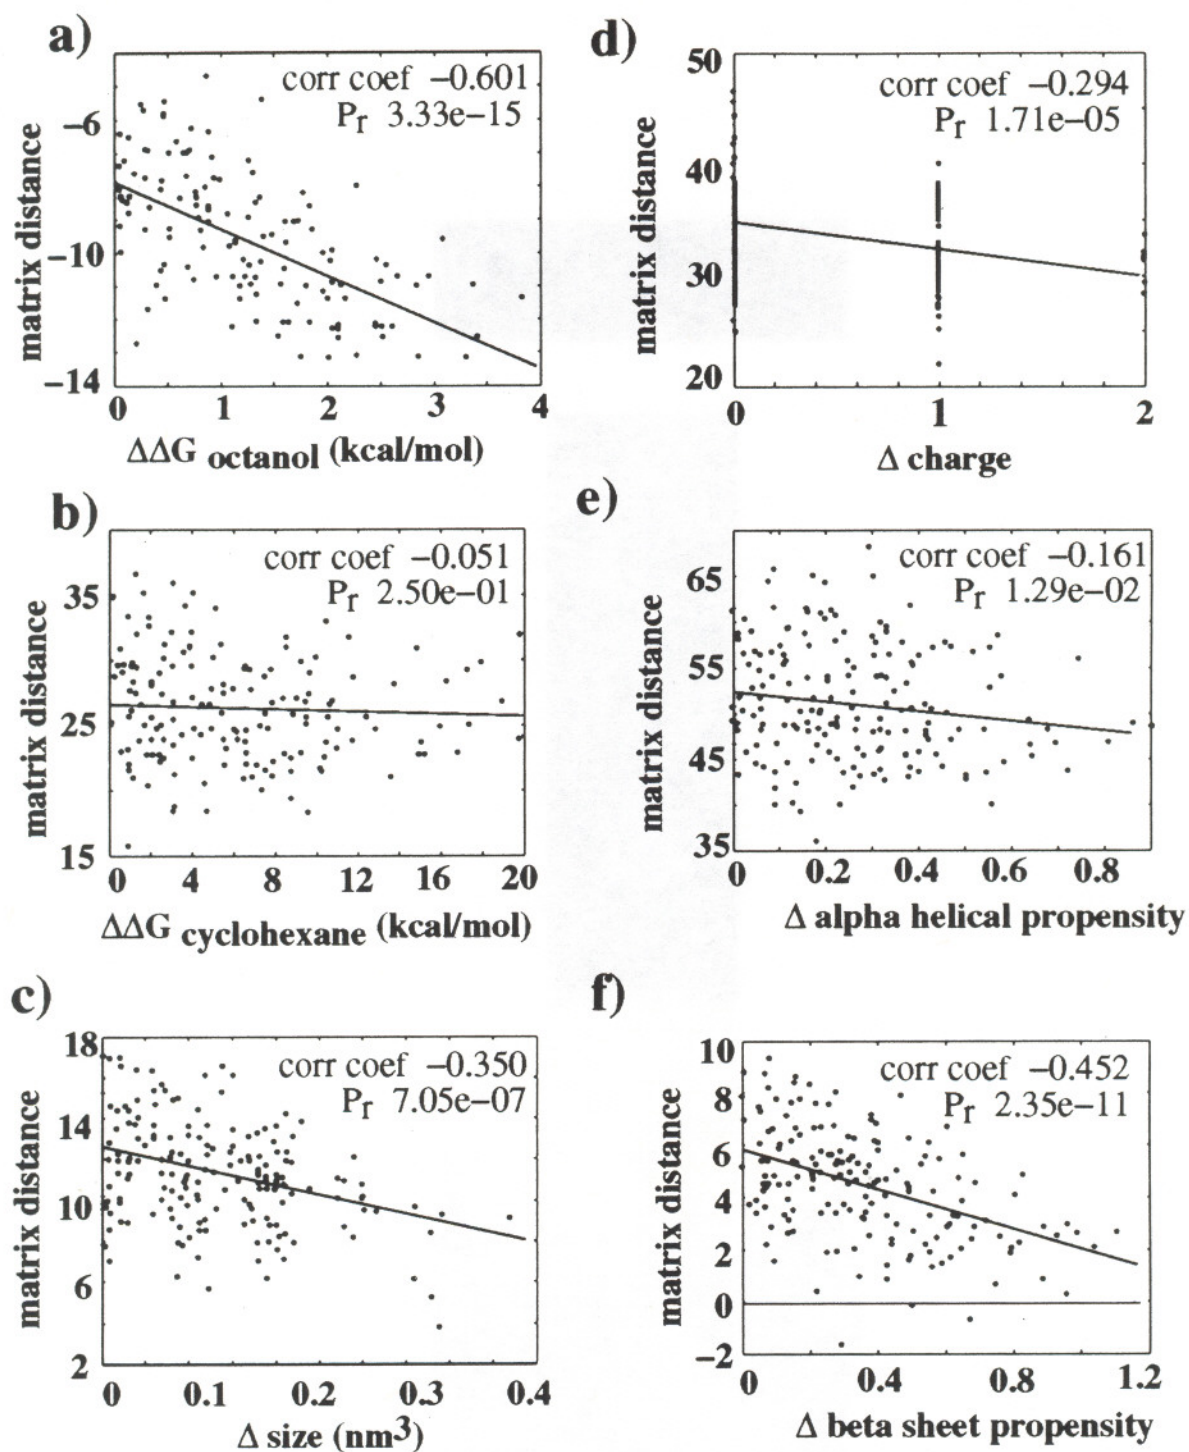 a)
corr coef −0.601
Pr 3.33e−15
−6
−10
−14
matrix distance
0 1 2 3 4
ΔΔG octanol (kcal/mol)
b)
corr coef −0.051
Pr 2.50e−01
35
25
15
matrix distance
0 4 8 12 16 20
ΔΔG cyclohexane (kcal/mol)
c)
corr coef −0.350
Pr 7.05e−07
18
14
10
6
2
matrix distance
0 0.1 0.2 0.3 0.4
Δ size (nm3)
d)
corr coef −0.294
Pr 1.71e−05
50
40
30
20
matrix distance
0 1 2
Δ charge
e)
corr coef −0.161
Pr 1.29e−02
65
55
45
35
matrix distance
0 0.2 0.4 0.6 0.8
Δ alpha helical propensity
f)
corr coef −0.452
Pr 2.35e−11
10
8
6
4
2
0
−2
matrix distance
0 0.4 0.8 1.2
Δ beta sheet propensity